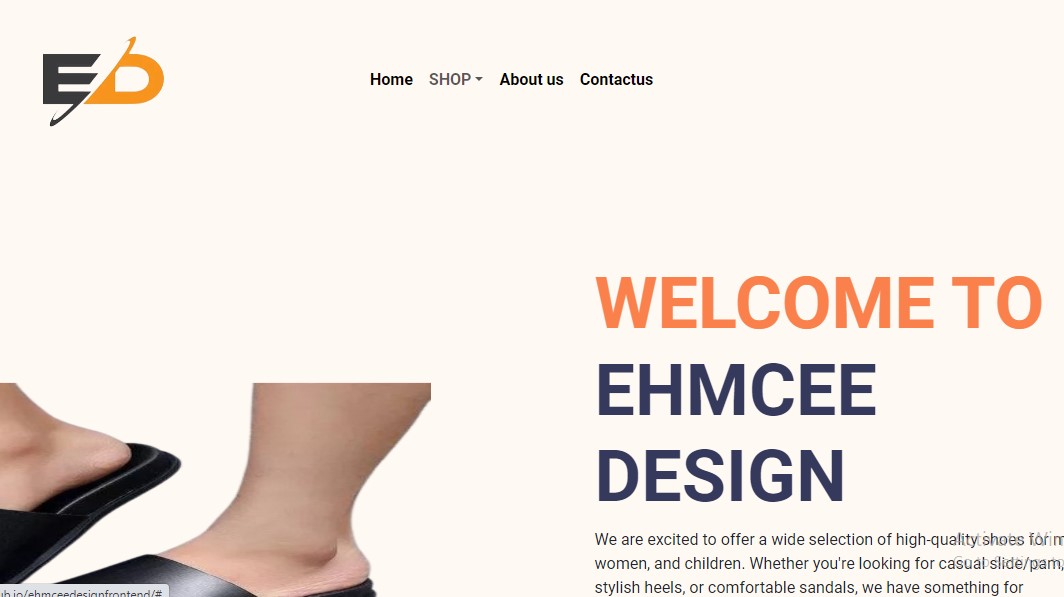 ED
Home SHOP About us Contactus
WELCOME TO
EHMCEE
DESIGN
We are excited to offer a wide selection of high-quality shoes for
women, and children. Whether you're looking for casual slide/pam,
stylish heels, or comfortable sandals, we have something for
ub.io/ehmceedesignfrontend/#